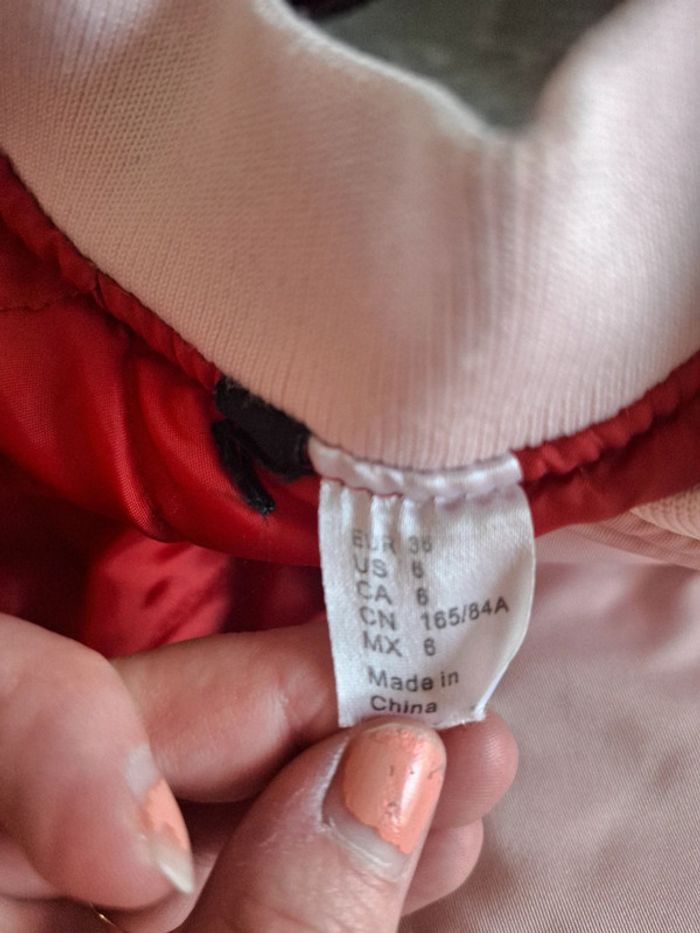 EUR 36
US 6
CA 6
CN 165/84A
MX 6
Made in
China